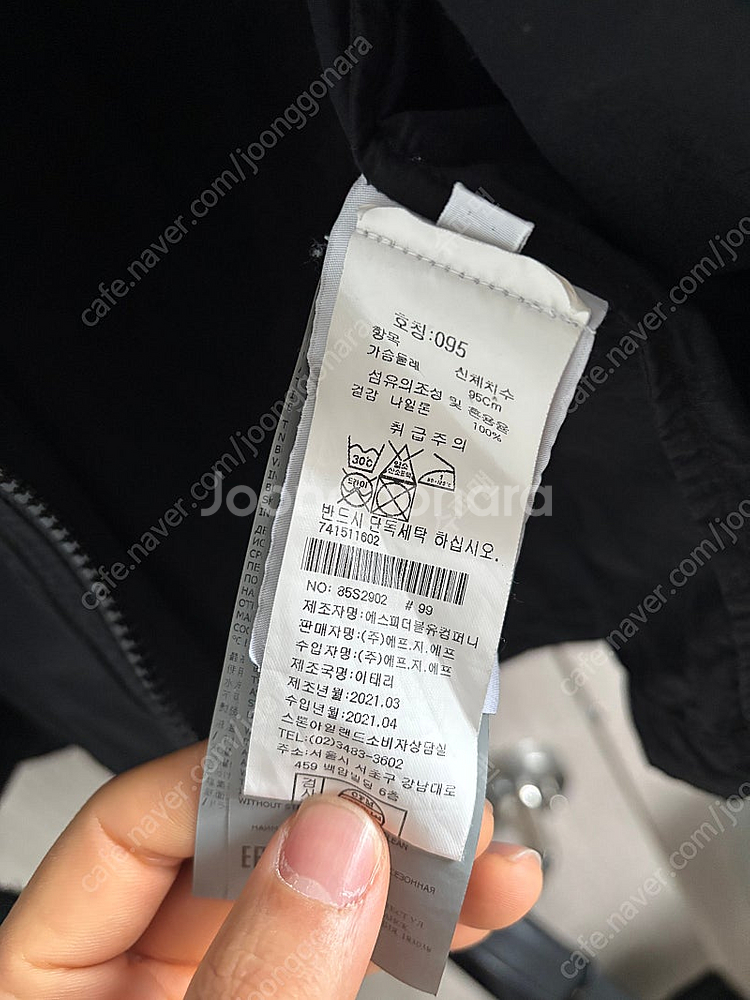 호칭:095
항목 신체치수
가슴둘레 95Cm
섬유의조성 및 혼용율
겉감 나일론 100%
취급주의
30℃
반드시 단독세탁 하십시오.
741511602
NO: 85S2902 # 99
제조자명:에스피더블유컴퍼니
판매자명:(주)에프.지.에프
수입자명:(주)에프.지.에프
제조국명:이태리
제조년월:2021.03
수입년월:2021.04
스톤아일랜드소비자상담실
TEL:(02)3483-3602
주소:서울시 서초구 강남대로
459 백암빌딩 6층
검
WITHOUT
Joonggonara
cafe.naver.com/joonggonara